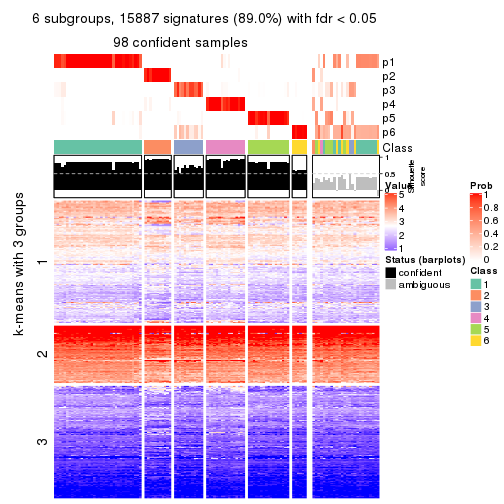 6 subgroups, 15887 signatures (89.0%) with fdr < 0.05
98 confident samples
p1
p2
p3
p4
p5
p6
Class
1
0.5
0
Silhouette
score
k-means with 3 groups
1
2
3
Value
5
4
3
2
1
Status (barplots)
confident
ambiguous
Prob
1
0.8
0.6
0.4
0.2
0
Class
1
2
3
4
5
6